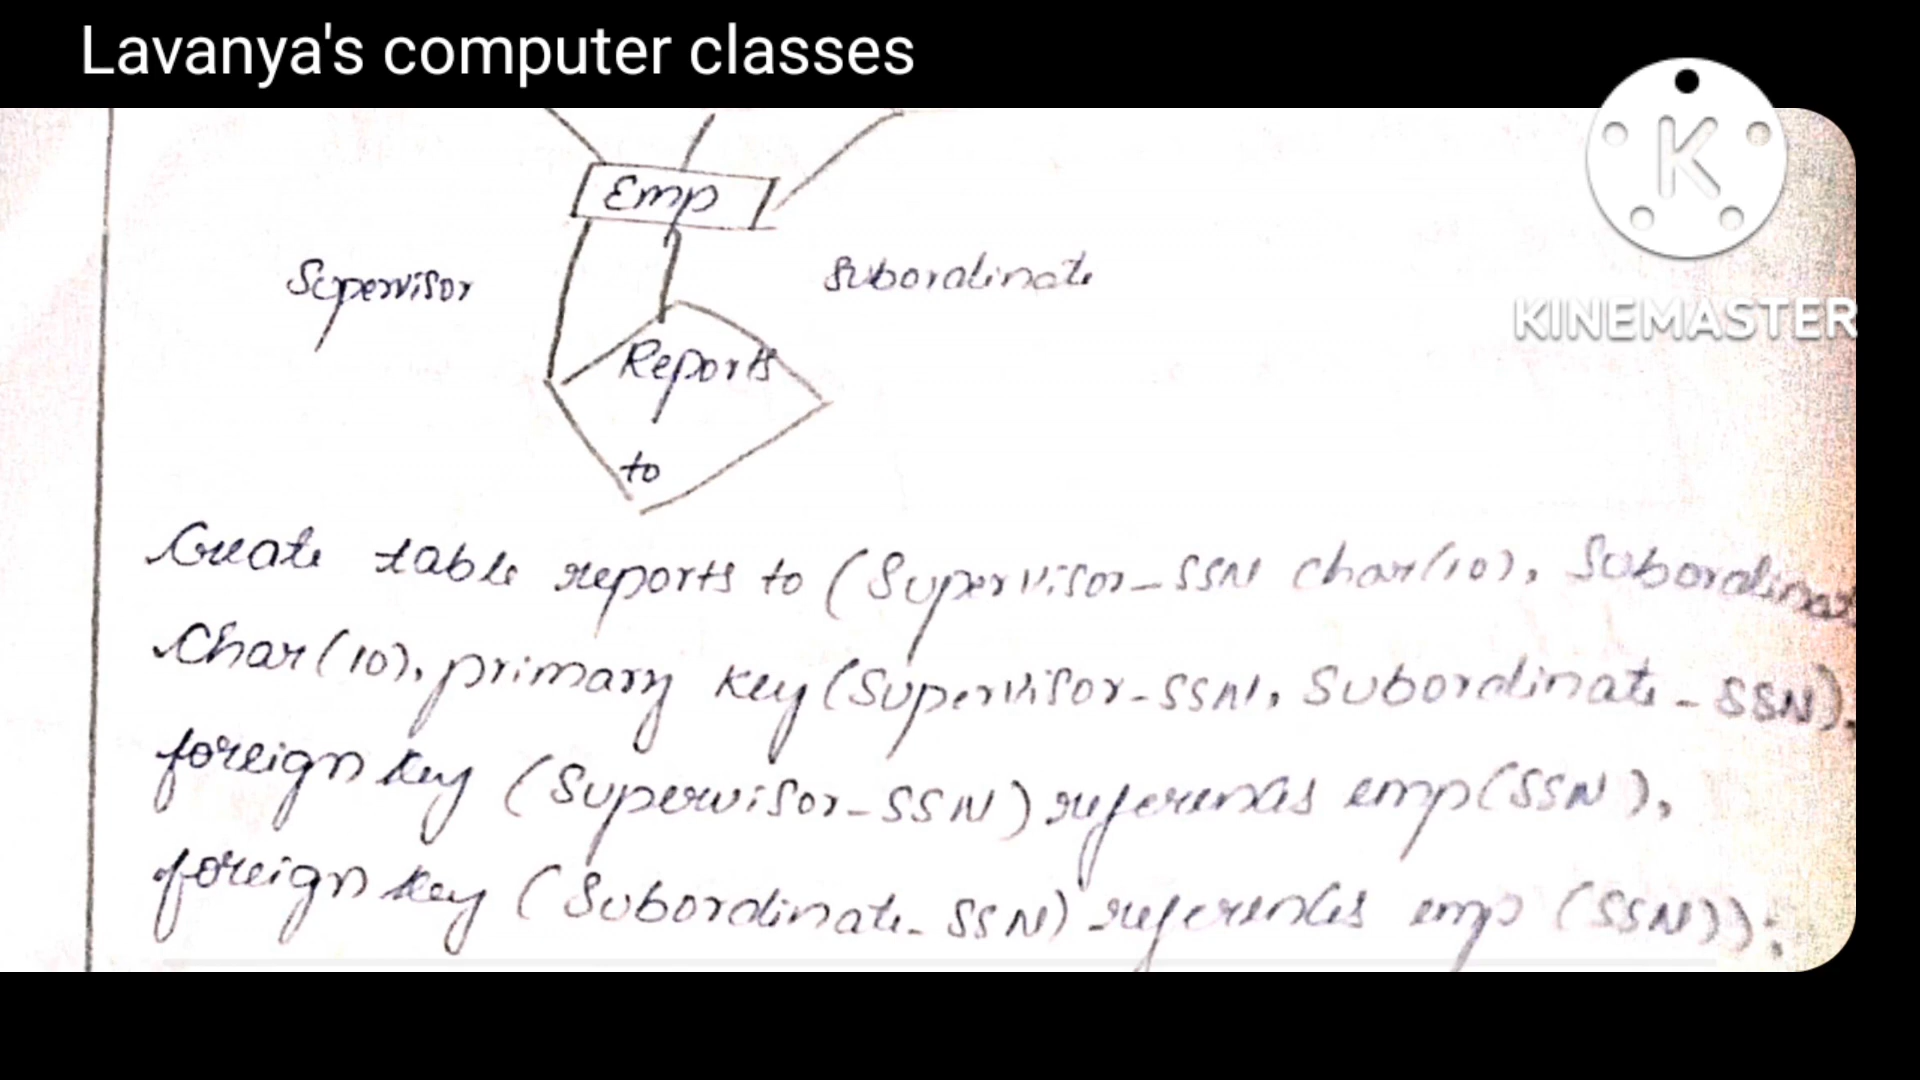 Lavanya's computer classes
K
KINEMASTER
Emp
Supervisor
Subordinate
Reports
to
Create table reports to (Supervisor-SSN char(10), Subordinat
Char(10), primary key (Supervisor-SSN, Subordinate-SSN),
foreign key (Supervisor-SSN) references emp(SSN),
foreign key (Subordinate-SSN) references emp (SSN));